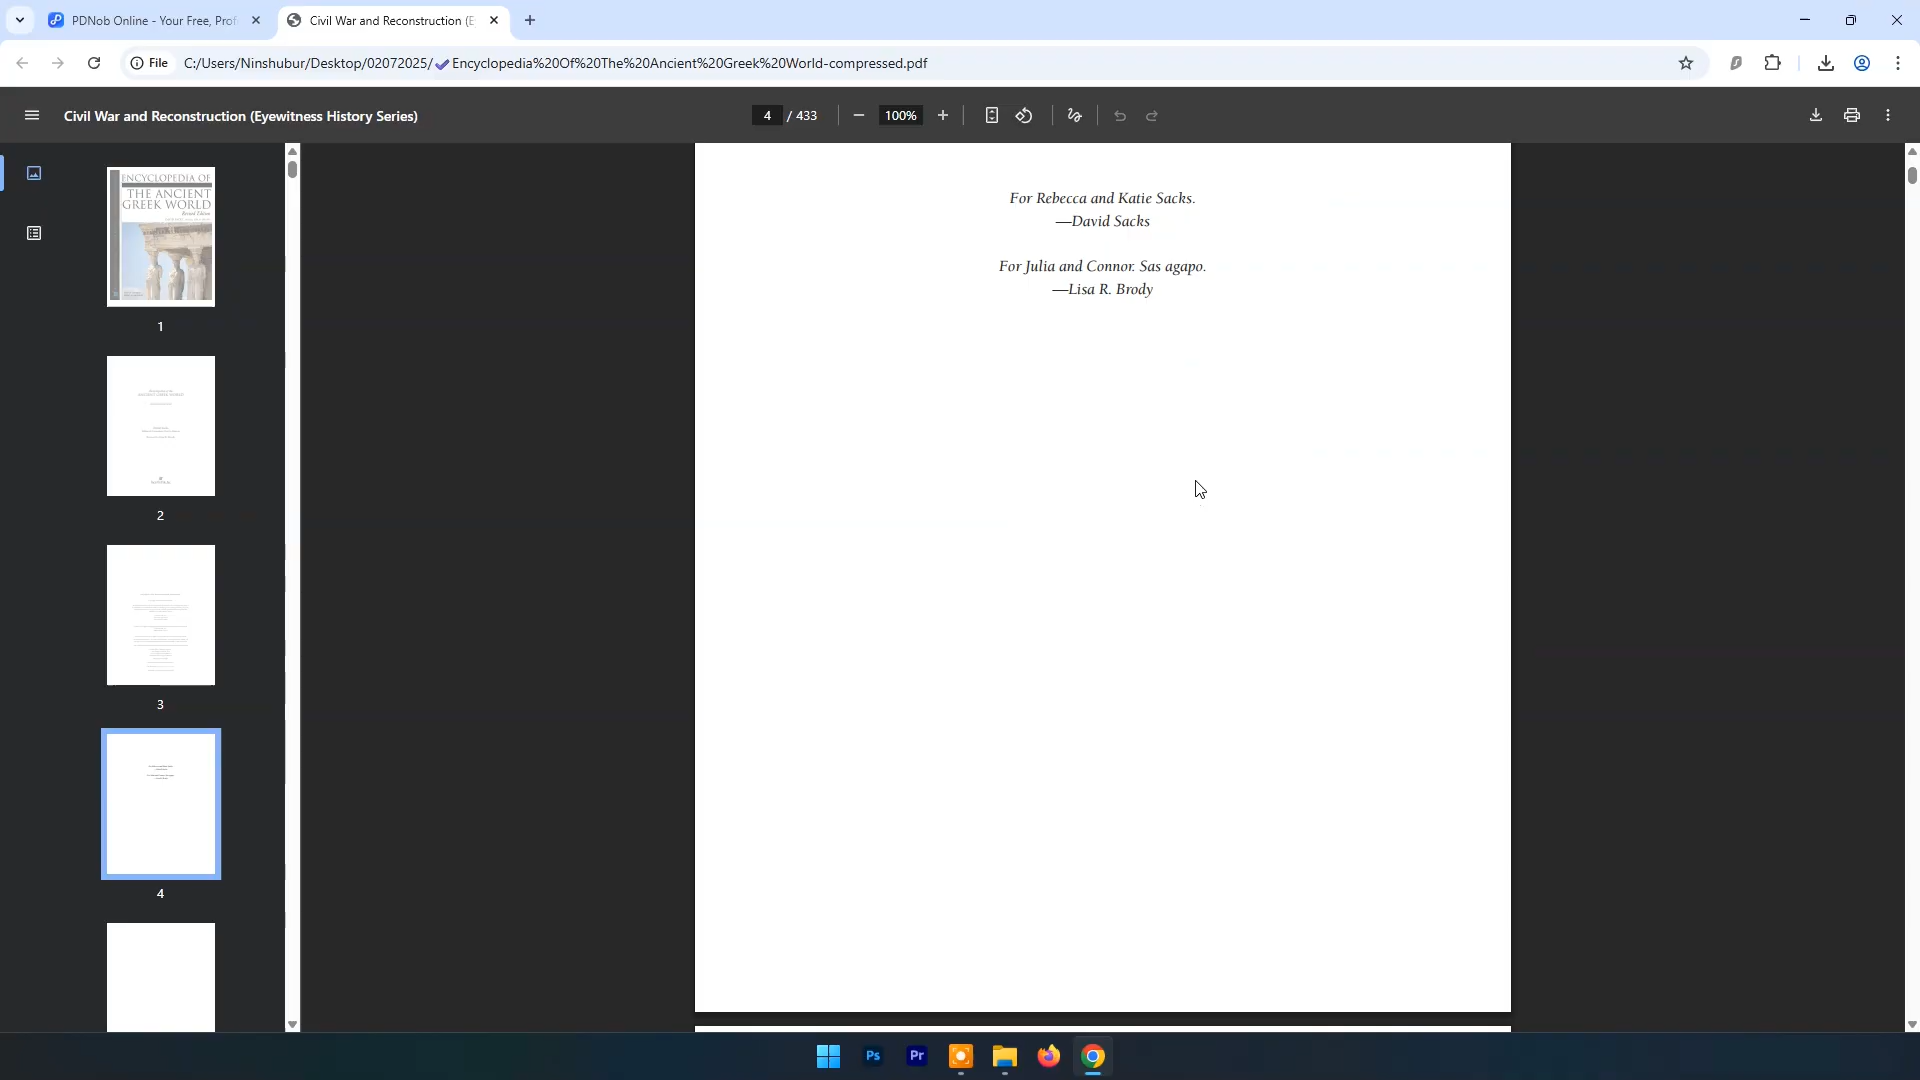 PDNob Online - Your Free, Prof
Civil War and Reconstruction (E
File
C:/Users/Ninshubur/Desktop/02072025/✔Encyclopedia%20Of%20The%20Ancient%20Greek%20World-compressed.pdf
Civil War and Reconstruction (Eyewitness History Series)
4 / 433
100%
ENCYCLOPEDIA OF
THE ANCIENT
GREEK WORLD
Revised Edition
1
2
3
4
For Rebecca and Katie Sacks.
—David Sacks
For Julia and Connor. Sas agapo.
—Lisa R. Brody
Ps
Pr